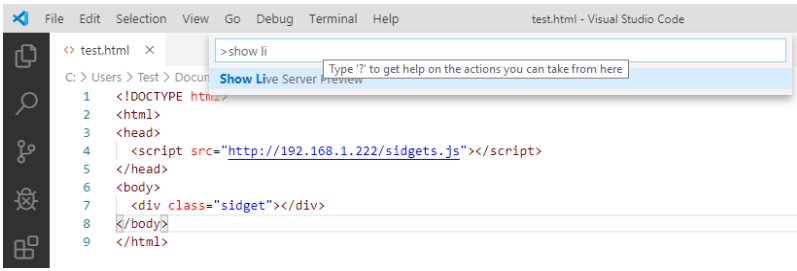 File Edit Selection View Go Debug Terminal Help test.html - Visual Studio Code
<> test.html ×
>show li
Type '?' to get help on the actions you can take from here
C: > Users > Test > Docum
Show Live Server Preview
1 <!DOCTYPE html>
2 <html>
3 <head>
4 <script src="http://192.168.1.222/sidgets.js"></script>
5 </head>
6 <body>
7 <div class="sidget"></div>
8 </body>
9 </html>